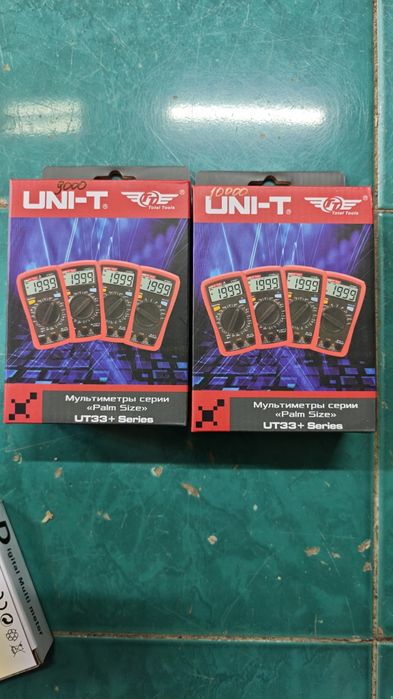 9000
UNI-T®
Total Tools ®
1999
1999
1999
1999
Мультиметры серии
«Palm Size»
UT33+ Series
10000
UNI-T®
Total Tools ®
1999
1999
1999
1999
Мультиметры серии
«Palm Size»
UT33+ Series
Digital Multi meter
CE